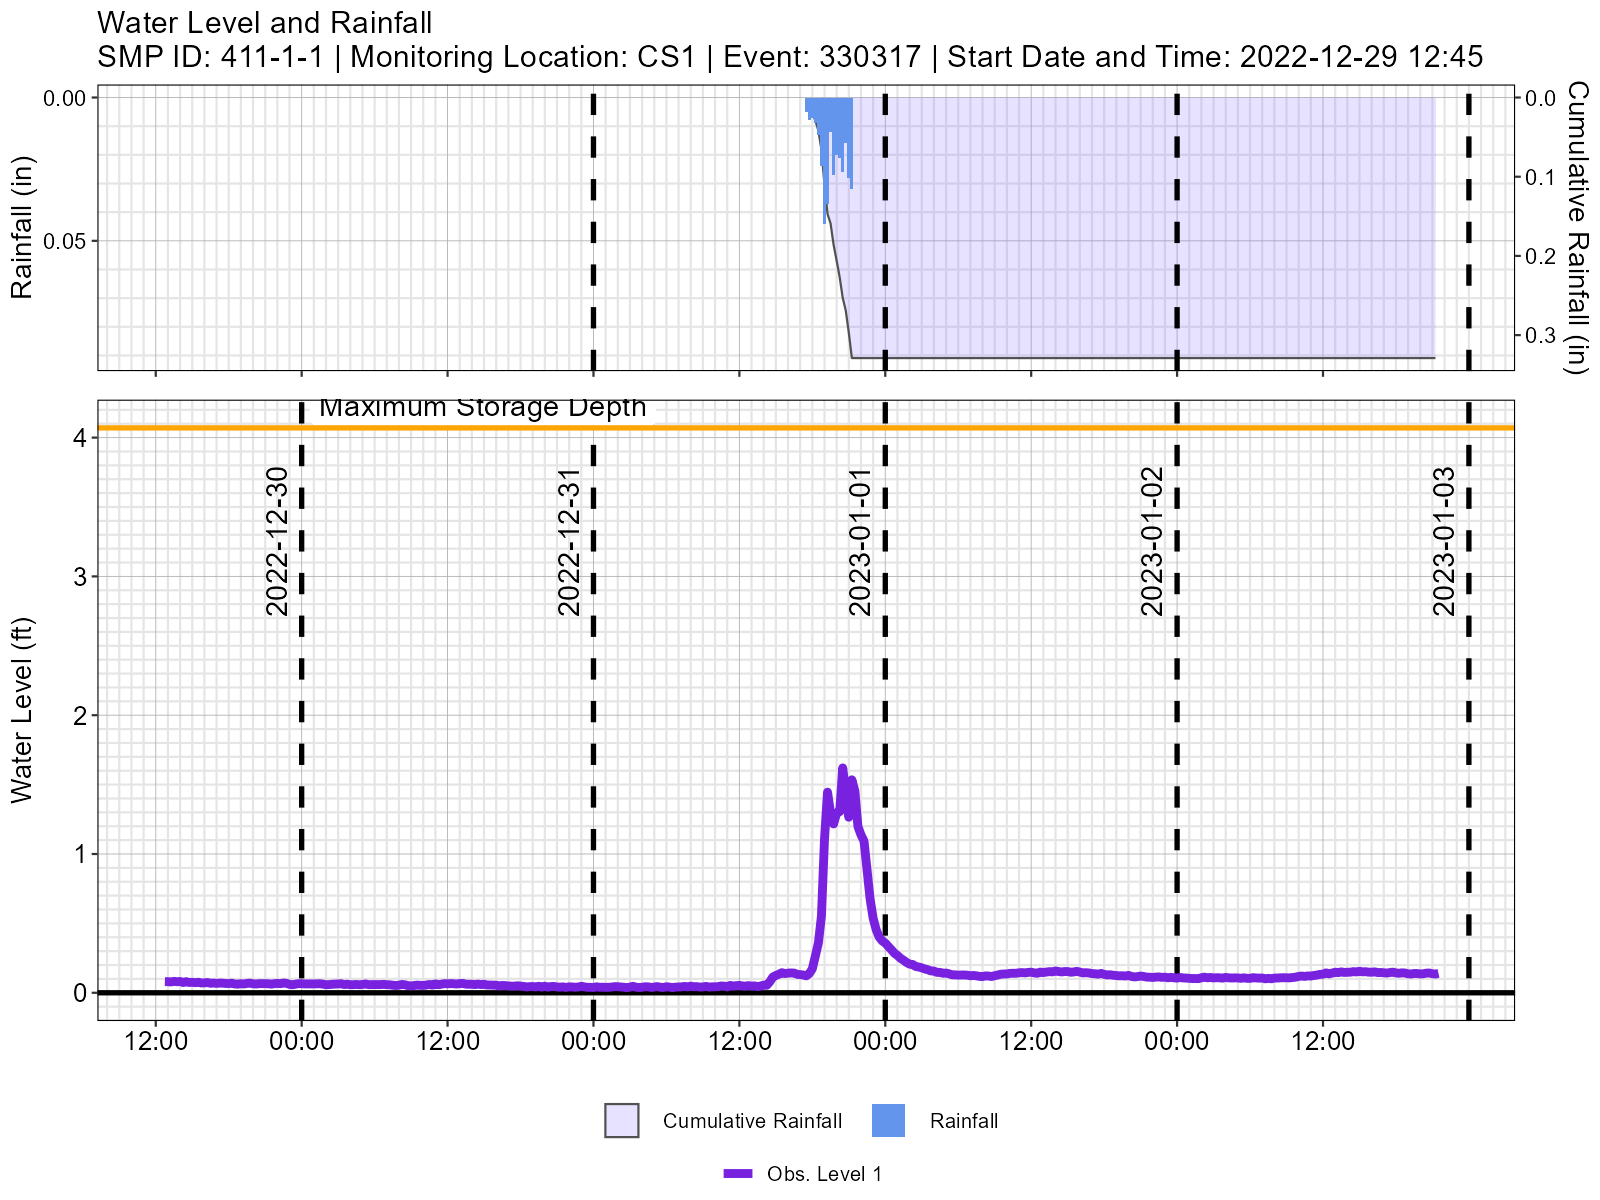 Water Level and Rainfall
SMP ID: 411-1-1 | Monitoring Location: CS1 | Event: 330317 | Start Date and Time: 2022-12-29 12:45
Rainfall (in)
0.00
0.05
Cumulative Rainfall (in)
0.0
0.1
0.2
0.3
Maximum Storage Depth
Water Level (ft)
4
3
2
1
0
2022-12-30
2022-12-31
2023-01-01
2023-01-02
2023-01-03
12:00
00:00
12:00
00:00
12:00
00:00
12:00
00:00
12:00
Cumulative Rainfall
Rainfall
Obs. Level 1